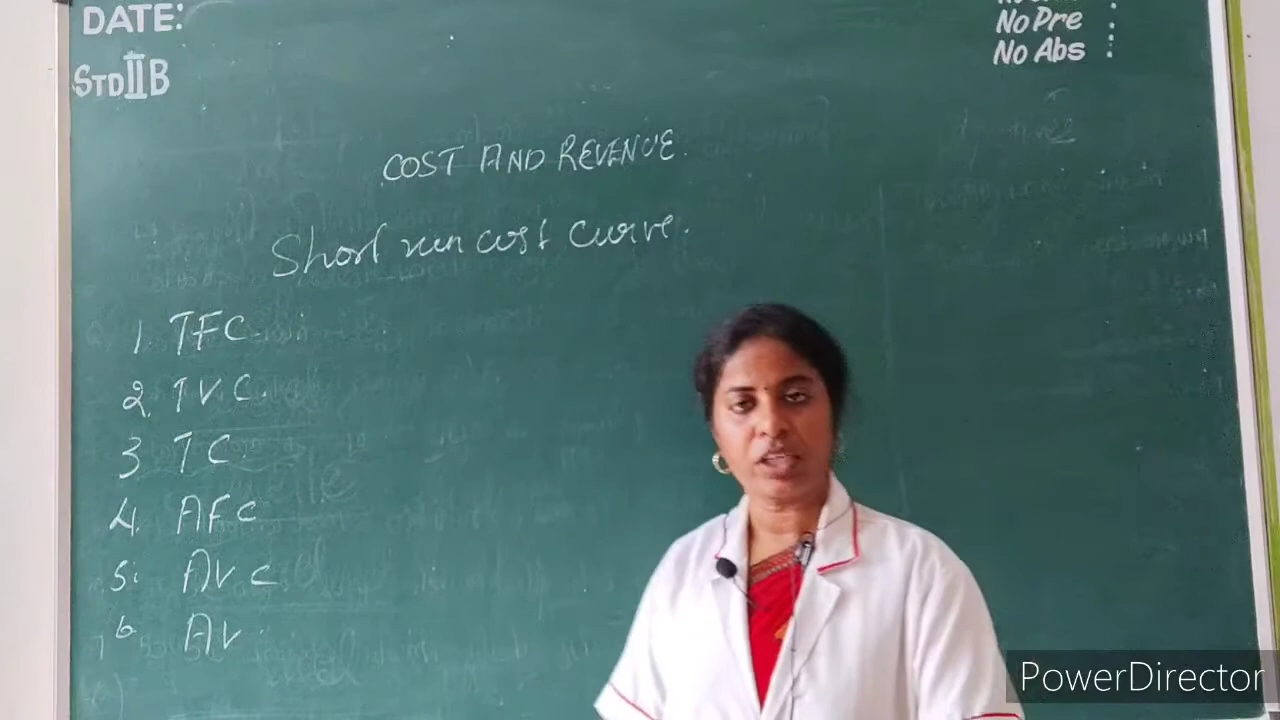 DATE:
STD II B
No Pre :
No Abs :
COST AND REVENUE.
Short run cost curve.
1. TFC
2. TVC.
3 TC
4. AFC
5. AVC
6 AV
PowerDirector